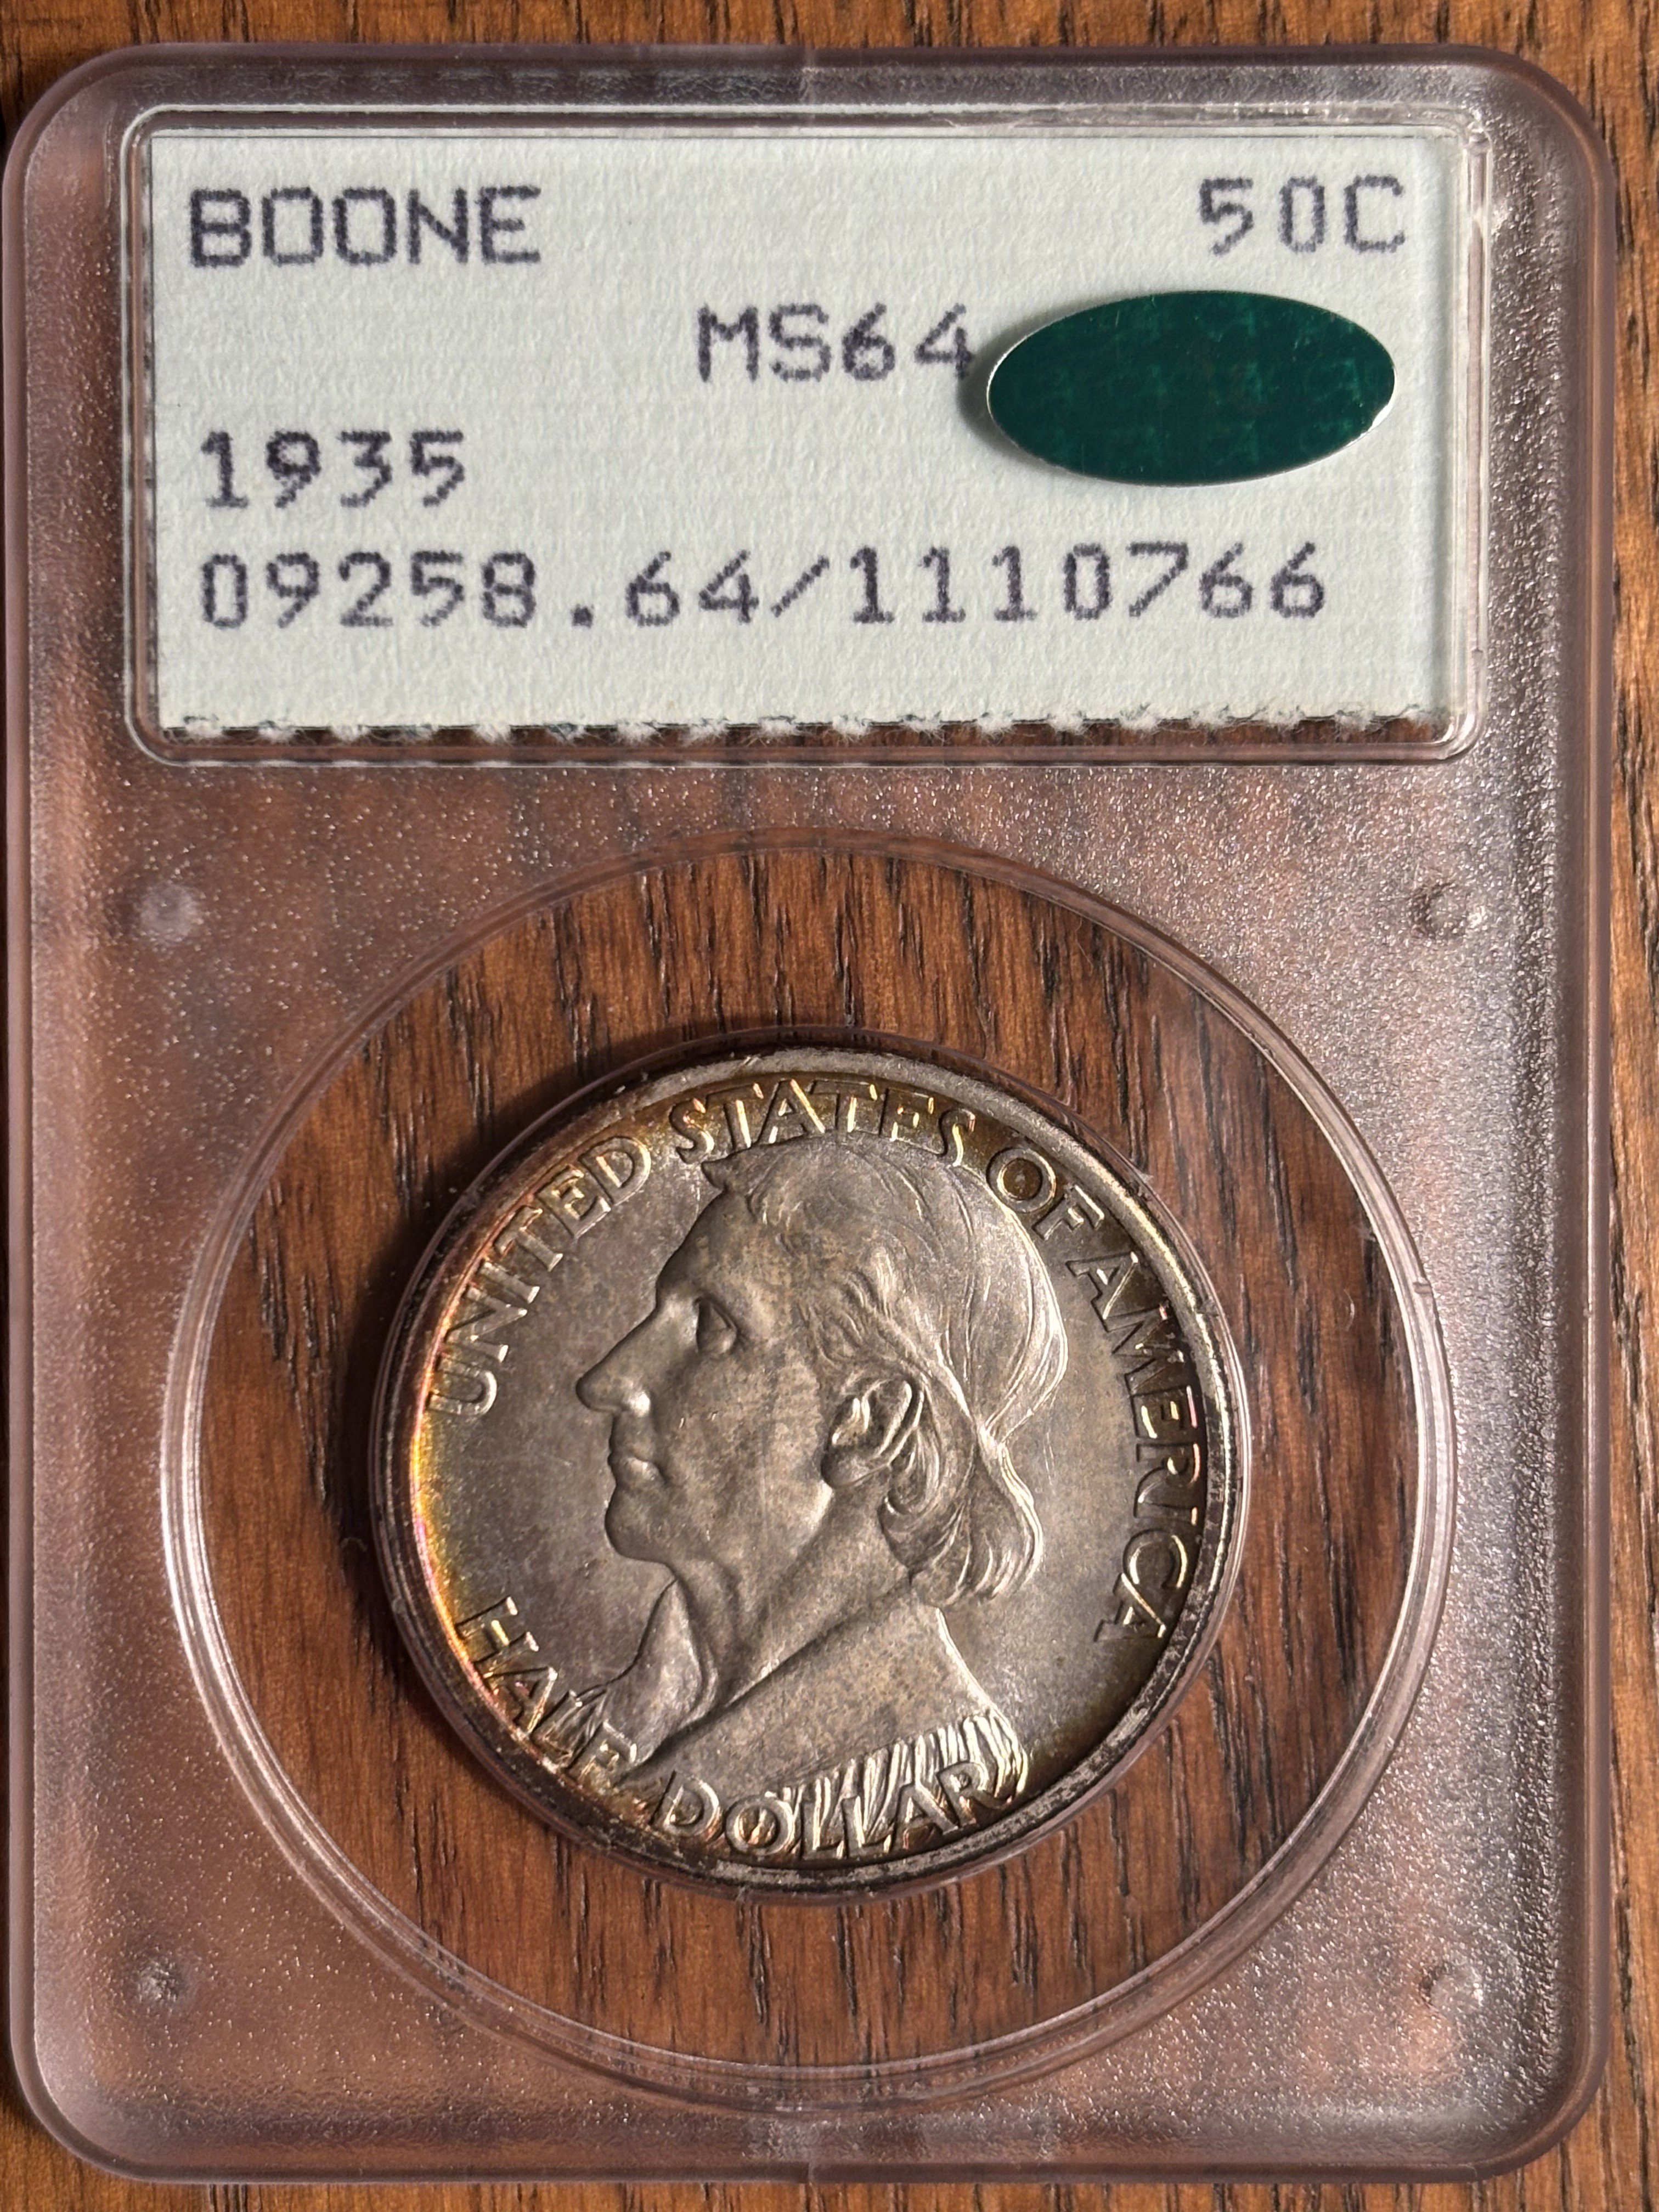 BOONE 50C
MS64
1935
09258.64/1110766
UNITED STATES OF AMERICA
HALF DOLLAR